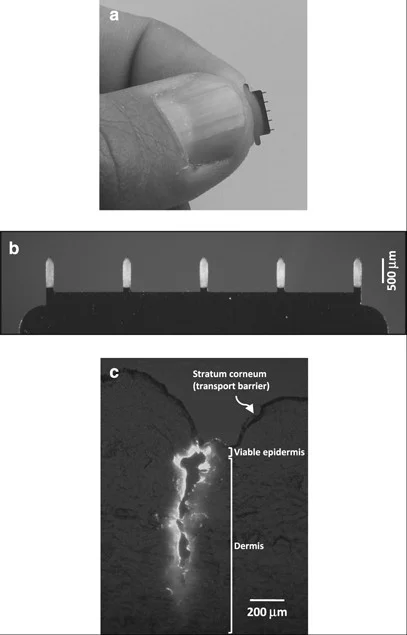 a
b
500 μm
c
Stratum corneum
(transport barrier)
Viable epidermis
Dermis
200 μm